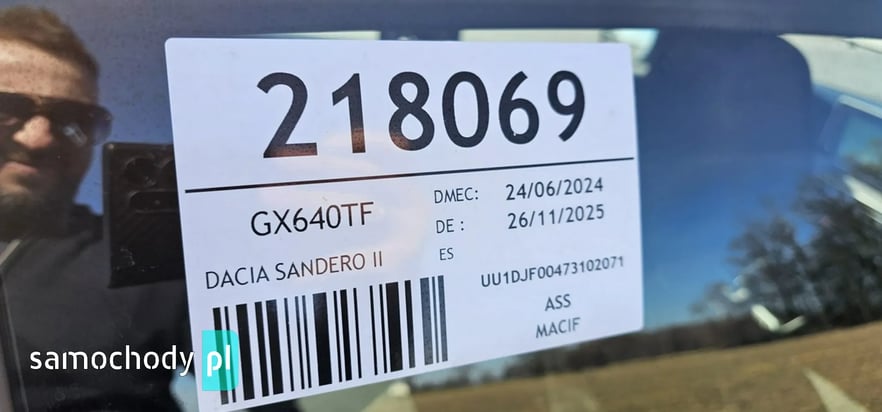 218069
GX640TF
DMEC: 24/06/2024
DE : 26/11/2025
ES
DACIA SANDERO II
UU1DJF00473102071
ASS
MACIF
samochody.pl